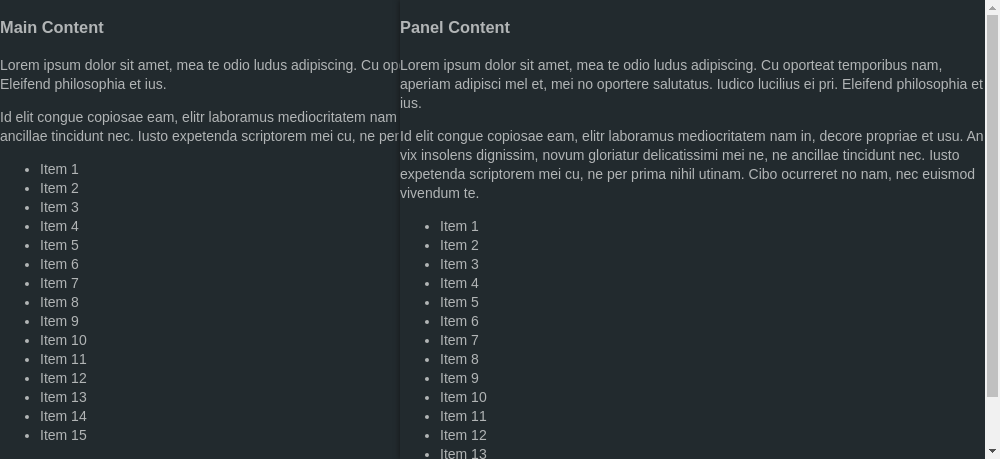 Main Content
Lorem ipsum dolor sit amet, mea te odio ludus adipiscing. Cu op
Eleifend philosophia et ius.
Id elit congue copiosae eam, elitr laboramus mediocritatem nam
ancillae tincidunt nec. Iusto expetenda scriptorem mei cu, ne per
Item 1
Item 2
Item 3
Item 4
Item 5
Item 6
Item 7
Item 8
Item 9
Item 10
Item 11
Item 12
Item 13
Item 14
Item 15
Panel Content
Lorem ipsum dolor sit amet, mea te odio ludus adipiscing. Cu oporteat temporibus nam,
aperiam adipisci mel et, mei no oportere salutatus. Iudico lucilius ei pri. Eleifend philosophia et
ius.
Id elit congue copiosae eam, elitr laboramus mediocritatem nam in, decore propriae et usu. An
vix insolens dignissim, novum gloriatur delicatissimi mei ne, ne ancillae tincidunt nec. Iusto
expetenda scriptorem mei cu, ne per prima nihil utinam. Cibo ocurreret no nam, nec euismod
vivendum te.
Item 1
Item 2
Item 3
Item 4
Item 5
Item 6
Item 7
Item 8
Item 9
Item 10
Item 11
Item 12
Item 13